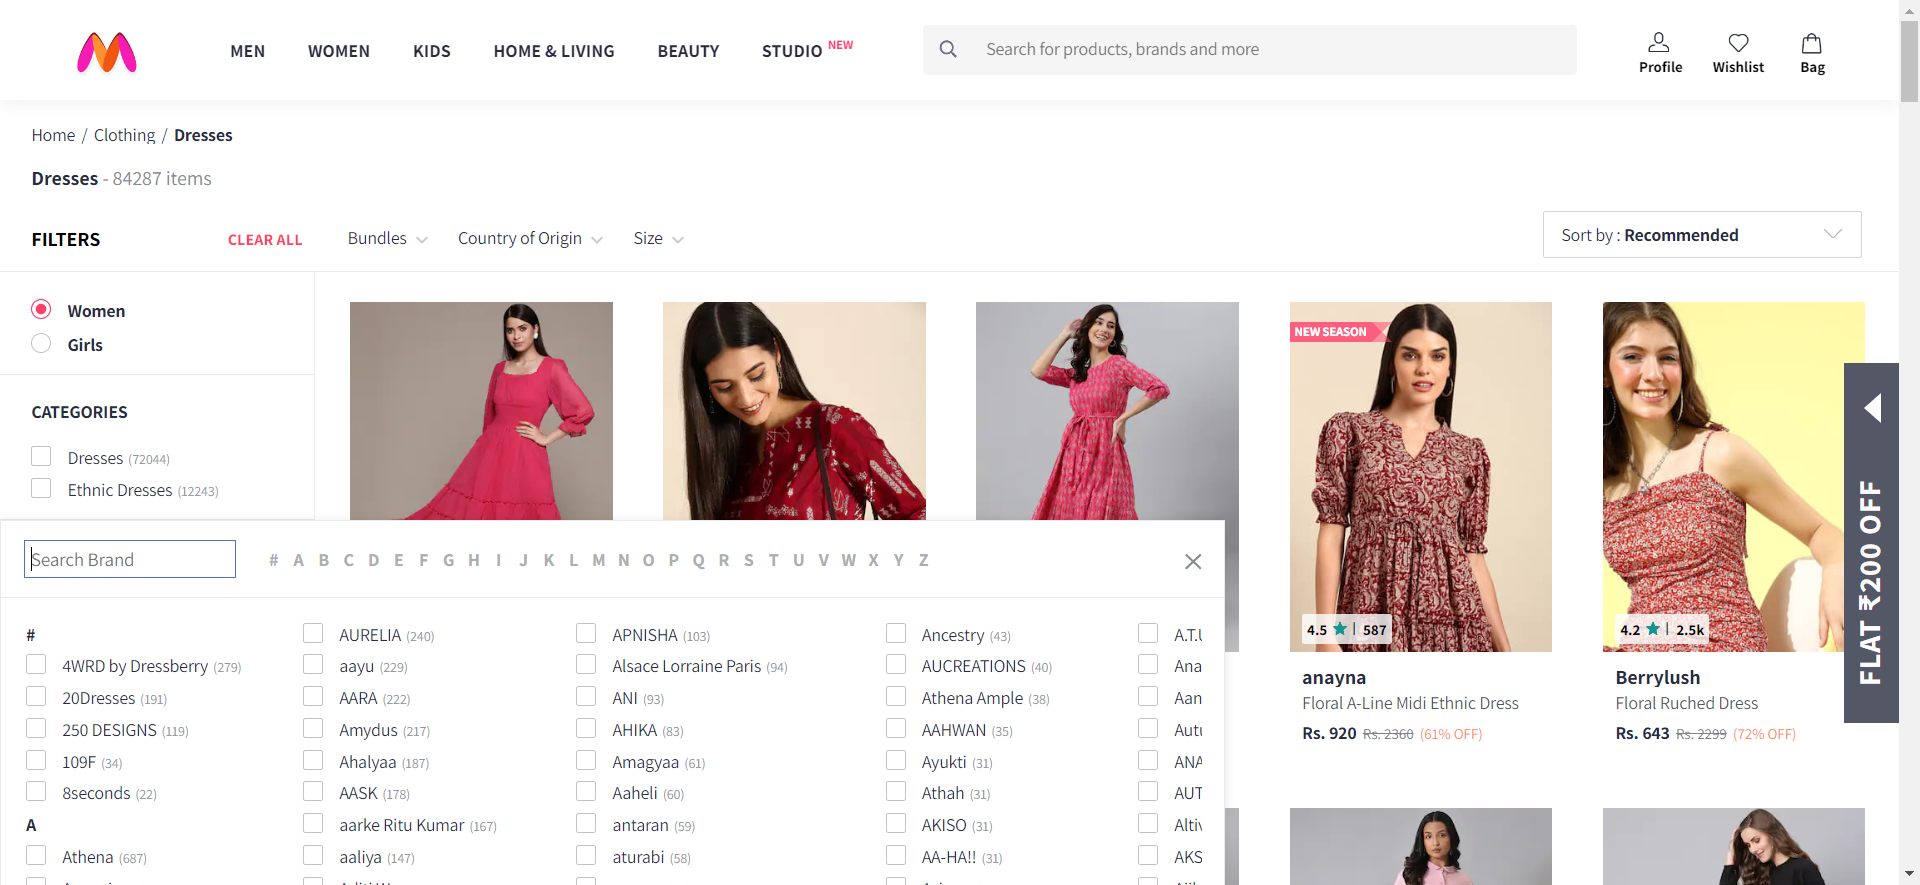 MEN WOMEN KIDS HOME & LIVING BEAUTY STUDIO NEW
Search for products, brands and more
Profile Wishlist Bag
Home / Clothing / Dresses
Dresses - 84287 items
FILTERS CLEAR ALL
Bundles Country of Origin Size
Sort by : Recommended
Women
Girls
CATEGORIES
Dresses (72044)
Ethnic Dresses (12243)
Search Brand
# A B C D E F G H I J K L M N O P Q R S T U V W X Y Z
#
4WRD by Dressberry (279)
20Dresses (191)
250 DESIGNS (119)
109F (34)
8seconds (22)
A
Athena (687)
AURELIA (240)
aayu (229)
AARA (222)
Amydus (217)
Ahalyaa (187)
AASK (178)
aarke Ritu Kumar (167)
aaliya (147)
APNISHA (103)
Alsace Lorraine Paris (94)
ANI (93)
AHIKA (83)
Amagyaa (61)
Aaheli (60)
antaran (59)
aturabi (58)
Ancestry (43)
AUCREATIONS (40)
Athena Ample (38)
AAHWAN (35)
Ayukti (31)
Athah (31)
AKISO (31)
AA-HA!! (31)
A.T.
Ana
Aan
Aut
ANA
AUT
Alti
AKS
NEW SEASON
4.5 | 587
anayna
Floral A-Line Midi Ethnic Dress
Rs. 920 Rs. 2360 (61% OFF)
4.2 | 2.5k
Berrylush
Floral Ruched Dress
Rs. 643 Rs. 2299 (72% OFF)
FLAT ₹200 OFF